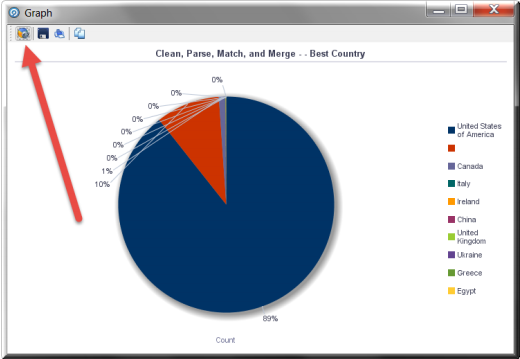 Graph
Clean, Parse, Match, and Merge - - Best Country
0%
0%
0%
0%
0%
0%
0%
1%
10%
89%
United States
of America
Canada
Italy
Ireland
China
United
Kingdom
Ukraine
Greece
Egypt
Count